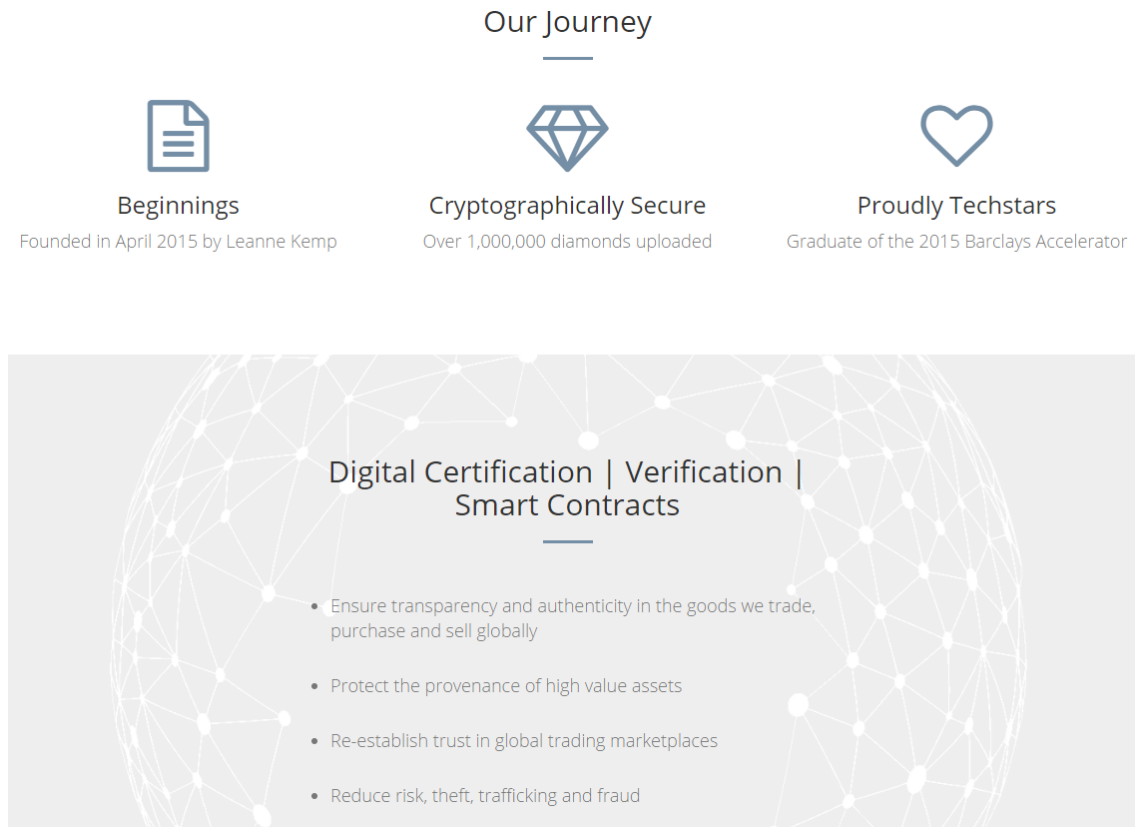 Our Journey
Beginnings
Founded in April 2015 by Leanne Kemp
Cryptographically Secure
Over 1,000,000 diamonds uploaded
Proudly Techstars
Graduate of the 2015 Barclays Accelerator
Digital Certification | Verification |
Smart Contracts
• Ensure transparency and authenticity in the goods we trade,
purchase and sell globally
• Protect the provenance of high value assets
• Re-establish trust in global trading marketplaces
• Reduce risk, theft, trafficking and fraud